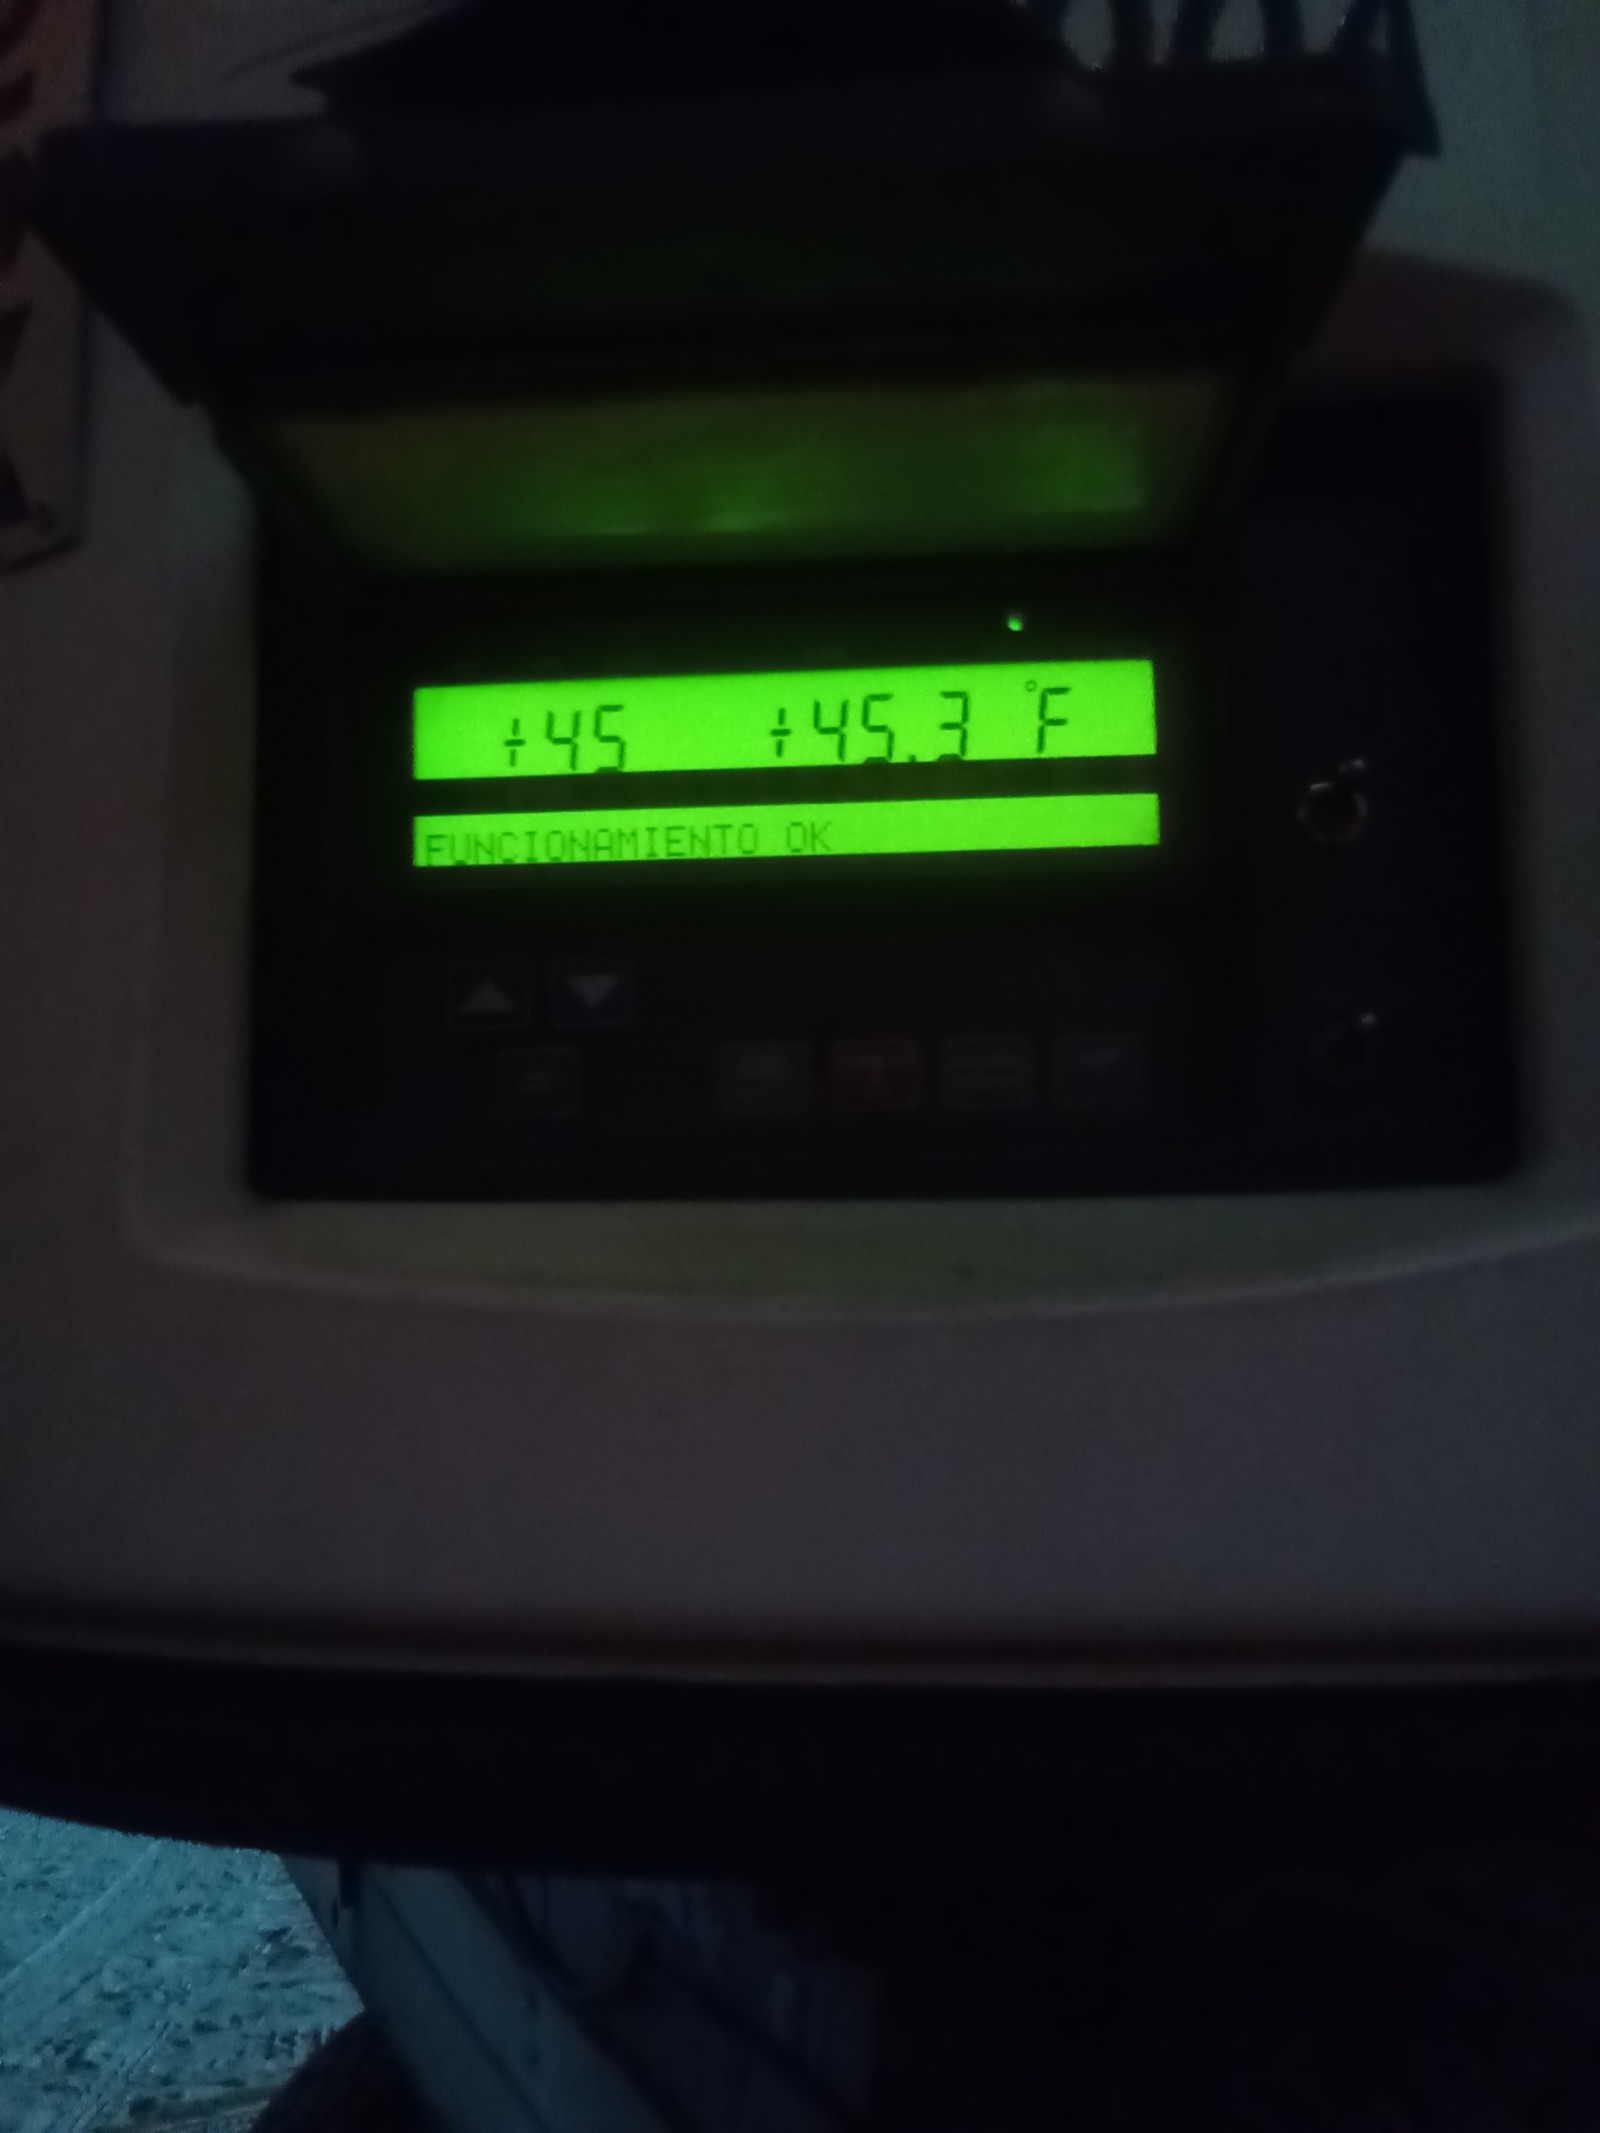 +45 +45.3 °F
FUNCIONAMIENTO OK